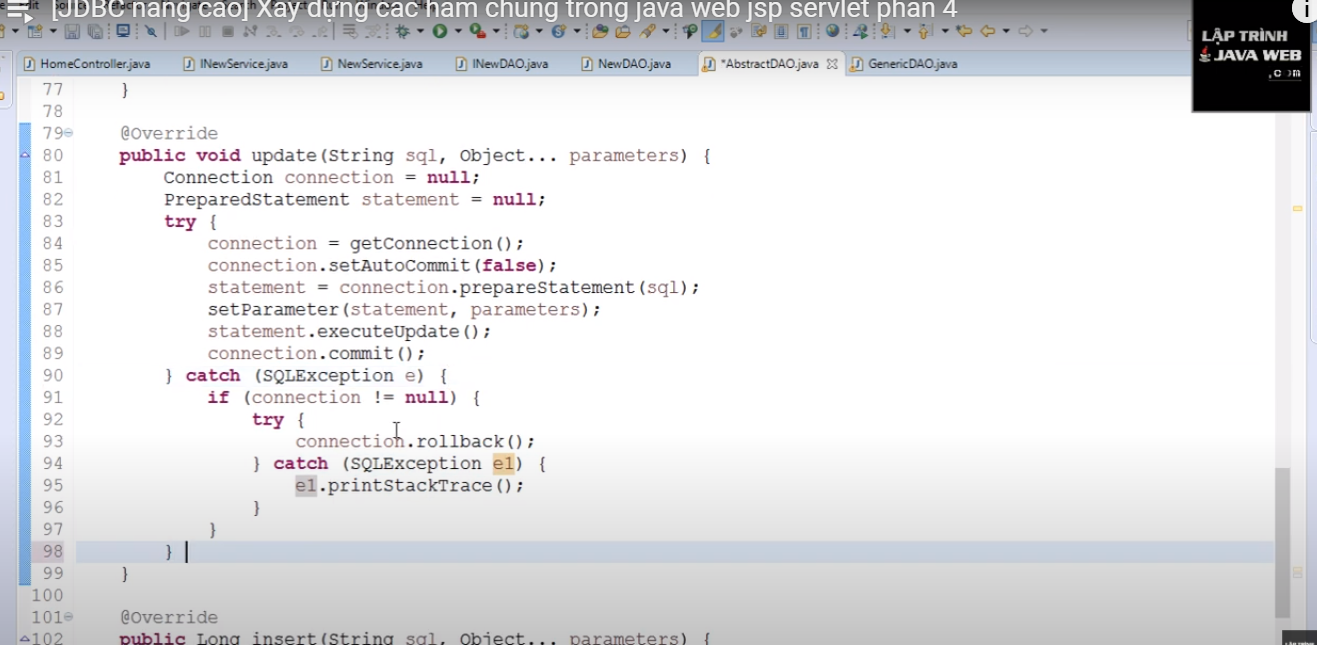 [JDBC nâng cao] Xây dựng các hàm chung trong java web jsp servlet phần 4
LẬP TRÌNH
JAVA WEB
.COM
HomeController.java INewService.java NewService.java INewDAO.java NewDAO.java *AbstractDAO.java GenericDAO.java
77 }
78
79 @Override
80 public void update(String sql, Object... parameters) {
81 Connection connection = null;
82 PreparedStatement statement = null;
83 try {
84 connection = getConnection();
85 connection.setAutoCommit(false);
86 statement = connection.prepareStatement(sql);
87 setParameter(statement, parameters);
88 statement.executeUpdate();
89 connection.commit();
90 } catch (SQLException e) {
91 if (connection != null) {
92 try {
93 connection.rollback();
94 } catch (SQLException e1) {
95 e1.printStackTrace();
96 }
97 }
98 }
99 }
100
101 @Override
102 public Long insert(String sql, Object... parameters) {